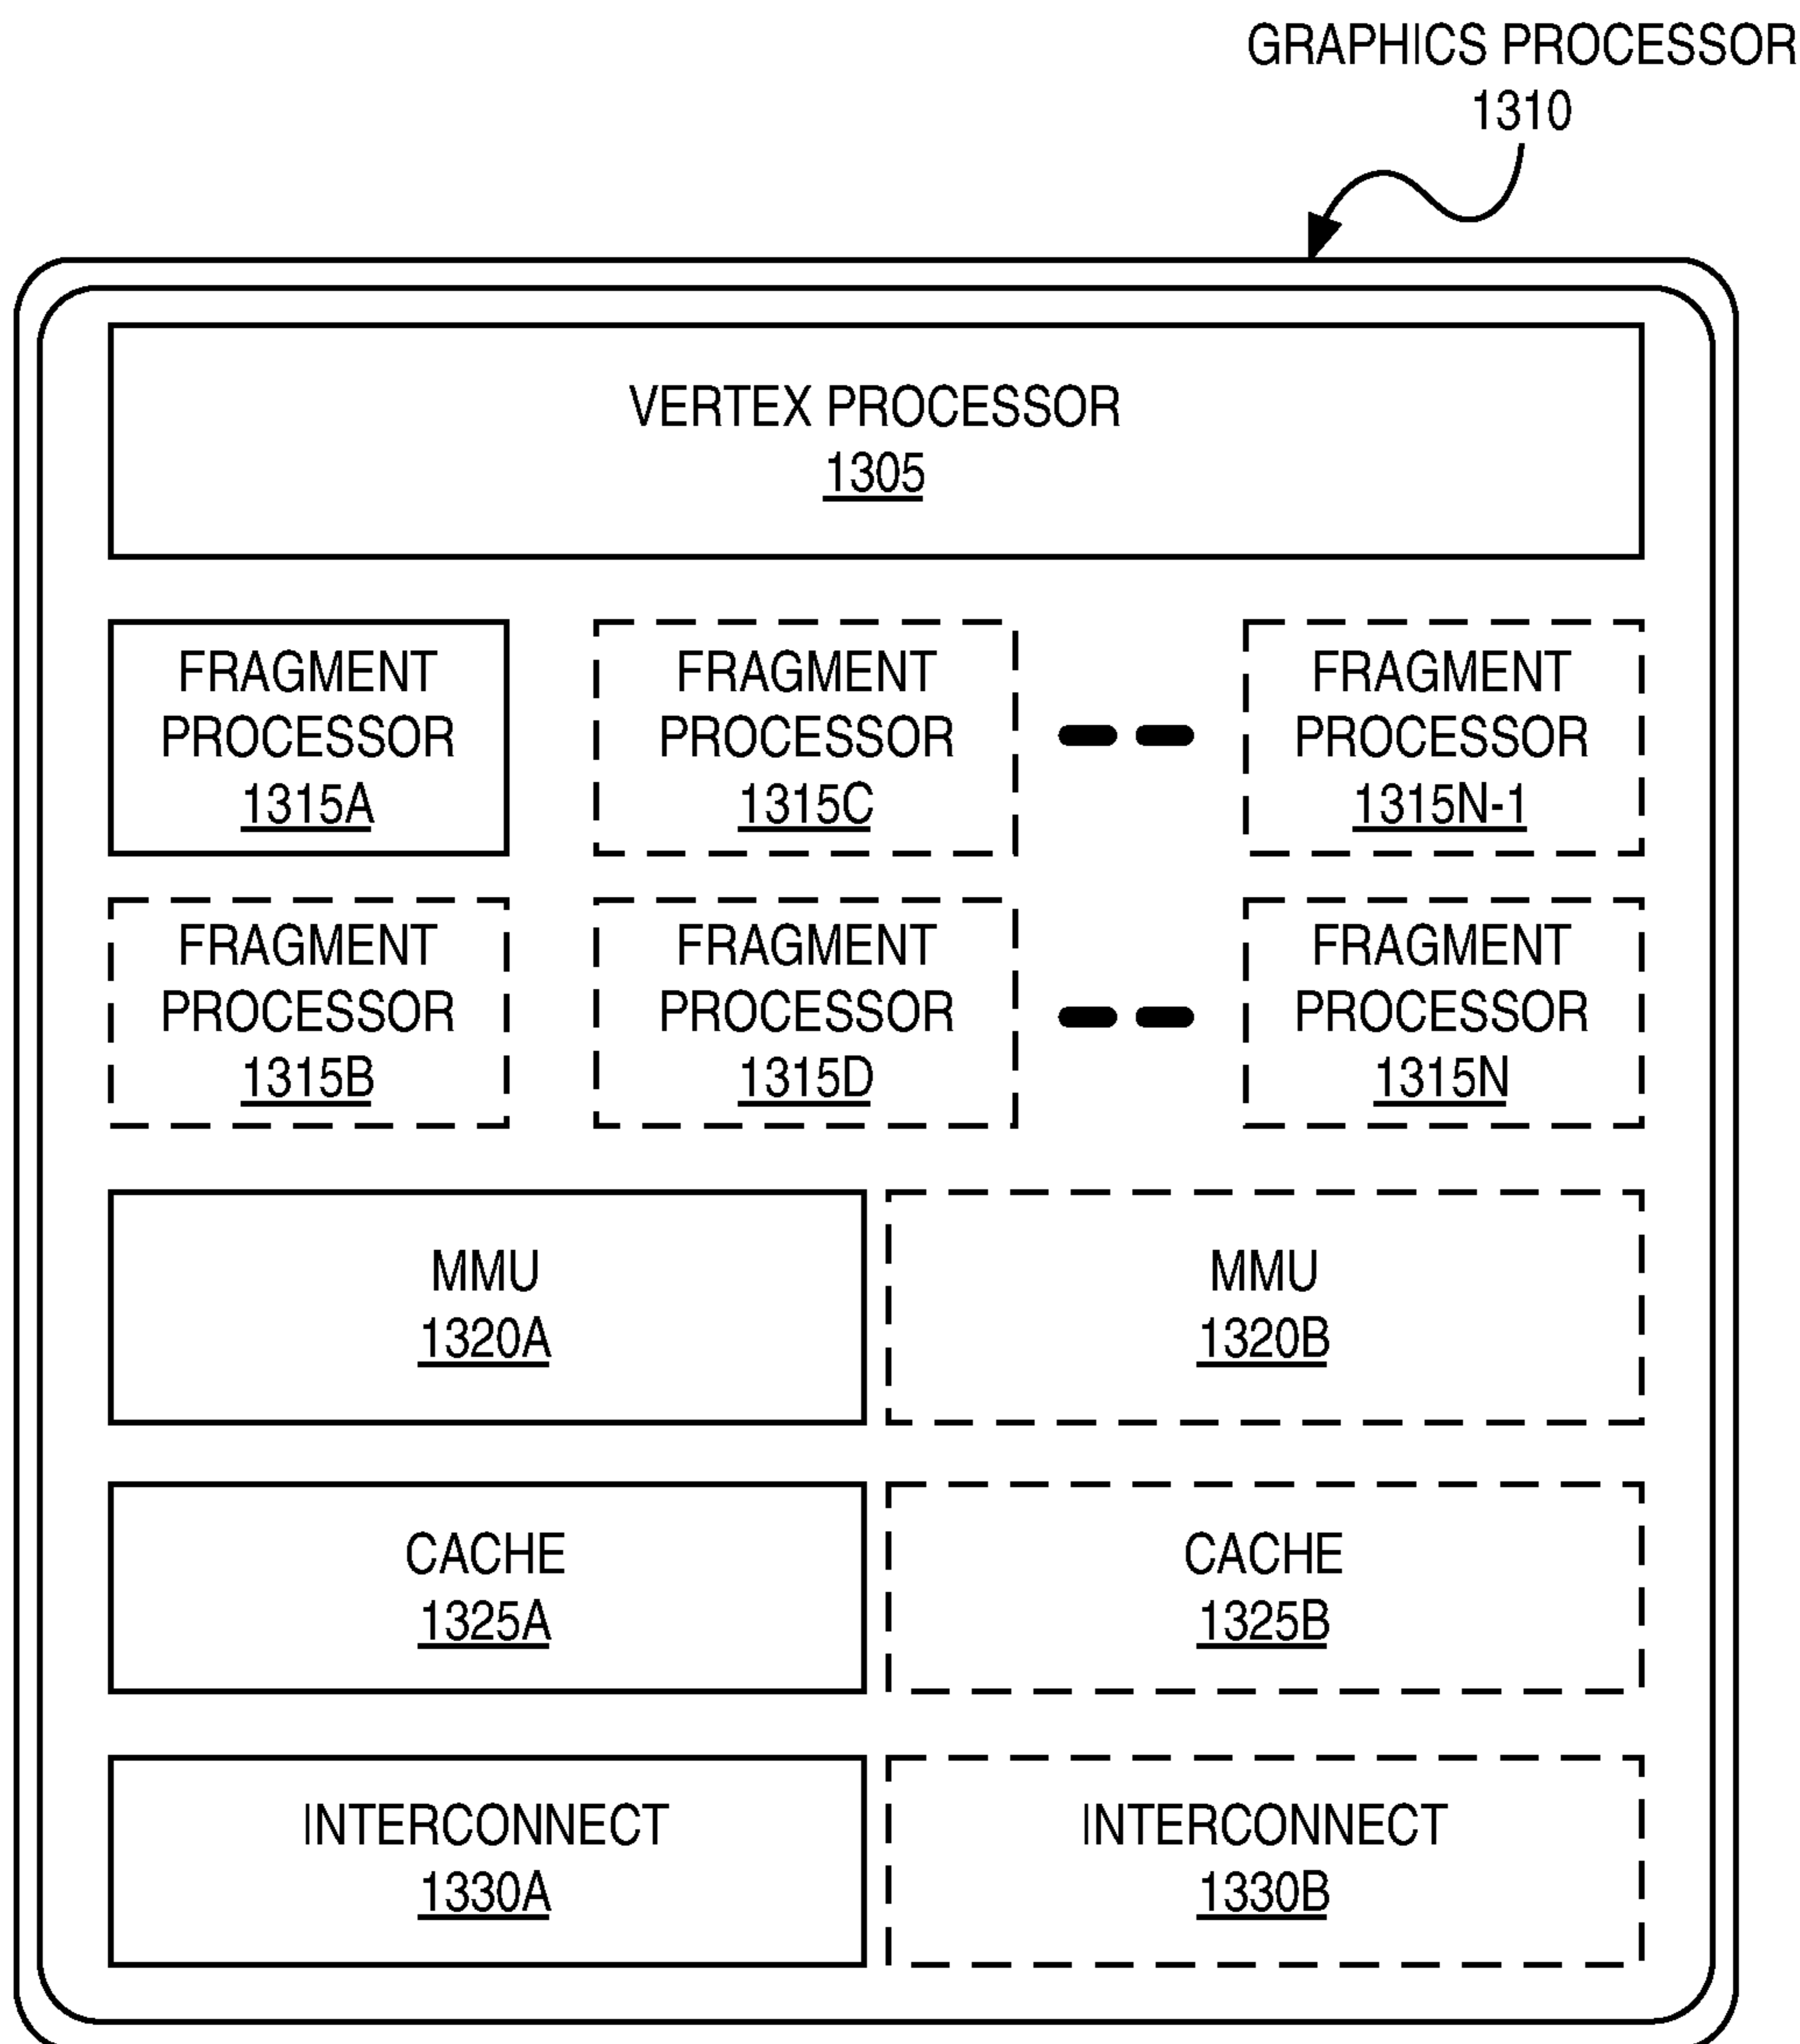 GRAPHICS PROCESSOR
1310
VERTEX PROCESSOR
1305
FRAGMENT
PROCESSOR
1315A
FRAGMENT
PROCESSOR
1315C
FRAGMENT
PROCESSOR
1315N-1
FRAGMENT
PROCESSOR
1315B
FRAGMENT
PROCESSOR
1315D
FRAGMENT
PROCESSOR
1315N
MMU
1320A
MMU
1320B
CACHE
1325A
CACHE
1325B
INTERCONNECT
1330A
INTERCONNECT
1330B